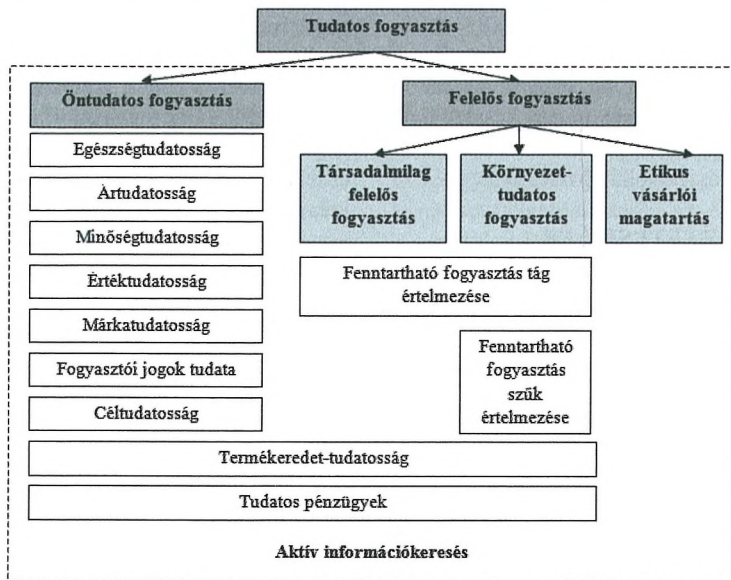 Tudatos fogyasztás
Öntudatos fogyasztás
Felelős fogyasztás
Egészségtudatosság
Ártudatosság
Minőségtudatosság
Értéktudatosság
Márkatudatosság
Fogyasztói jogok tudata
Céltudatosság
Társadalmilag
felelős
fogyasztás
Környezet-
tudatos
fogyasztás
Etikus
vásárlói
magatartás
Fenntartható fogyasztás tág
értelmezése
Fenntartható
fogyasztás
szűk
értelmezése
Termékeredet-tudatosság
Tudatos pénzügyek
Aktív információkeresés